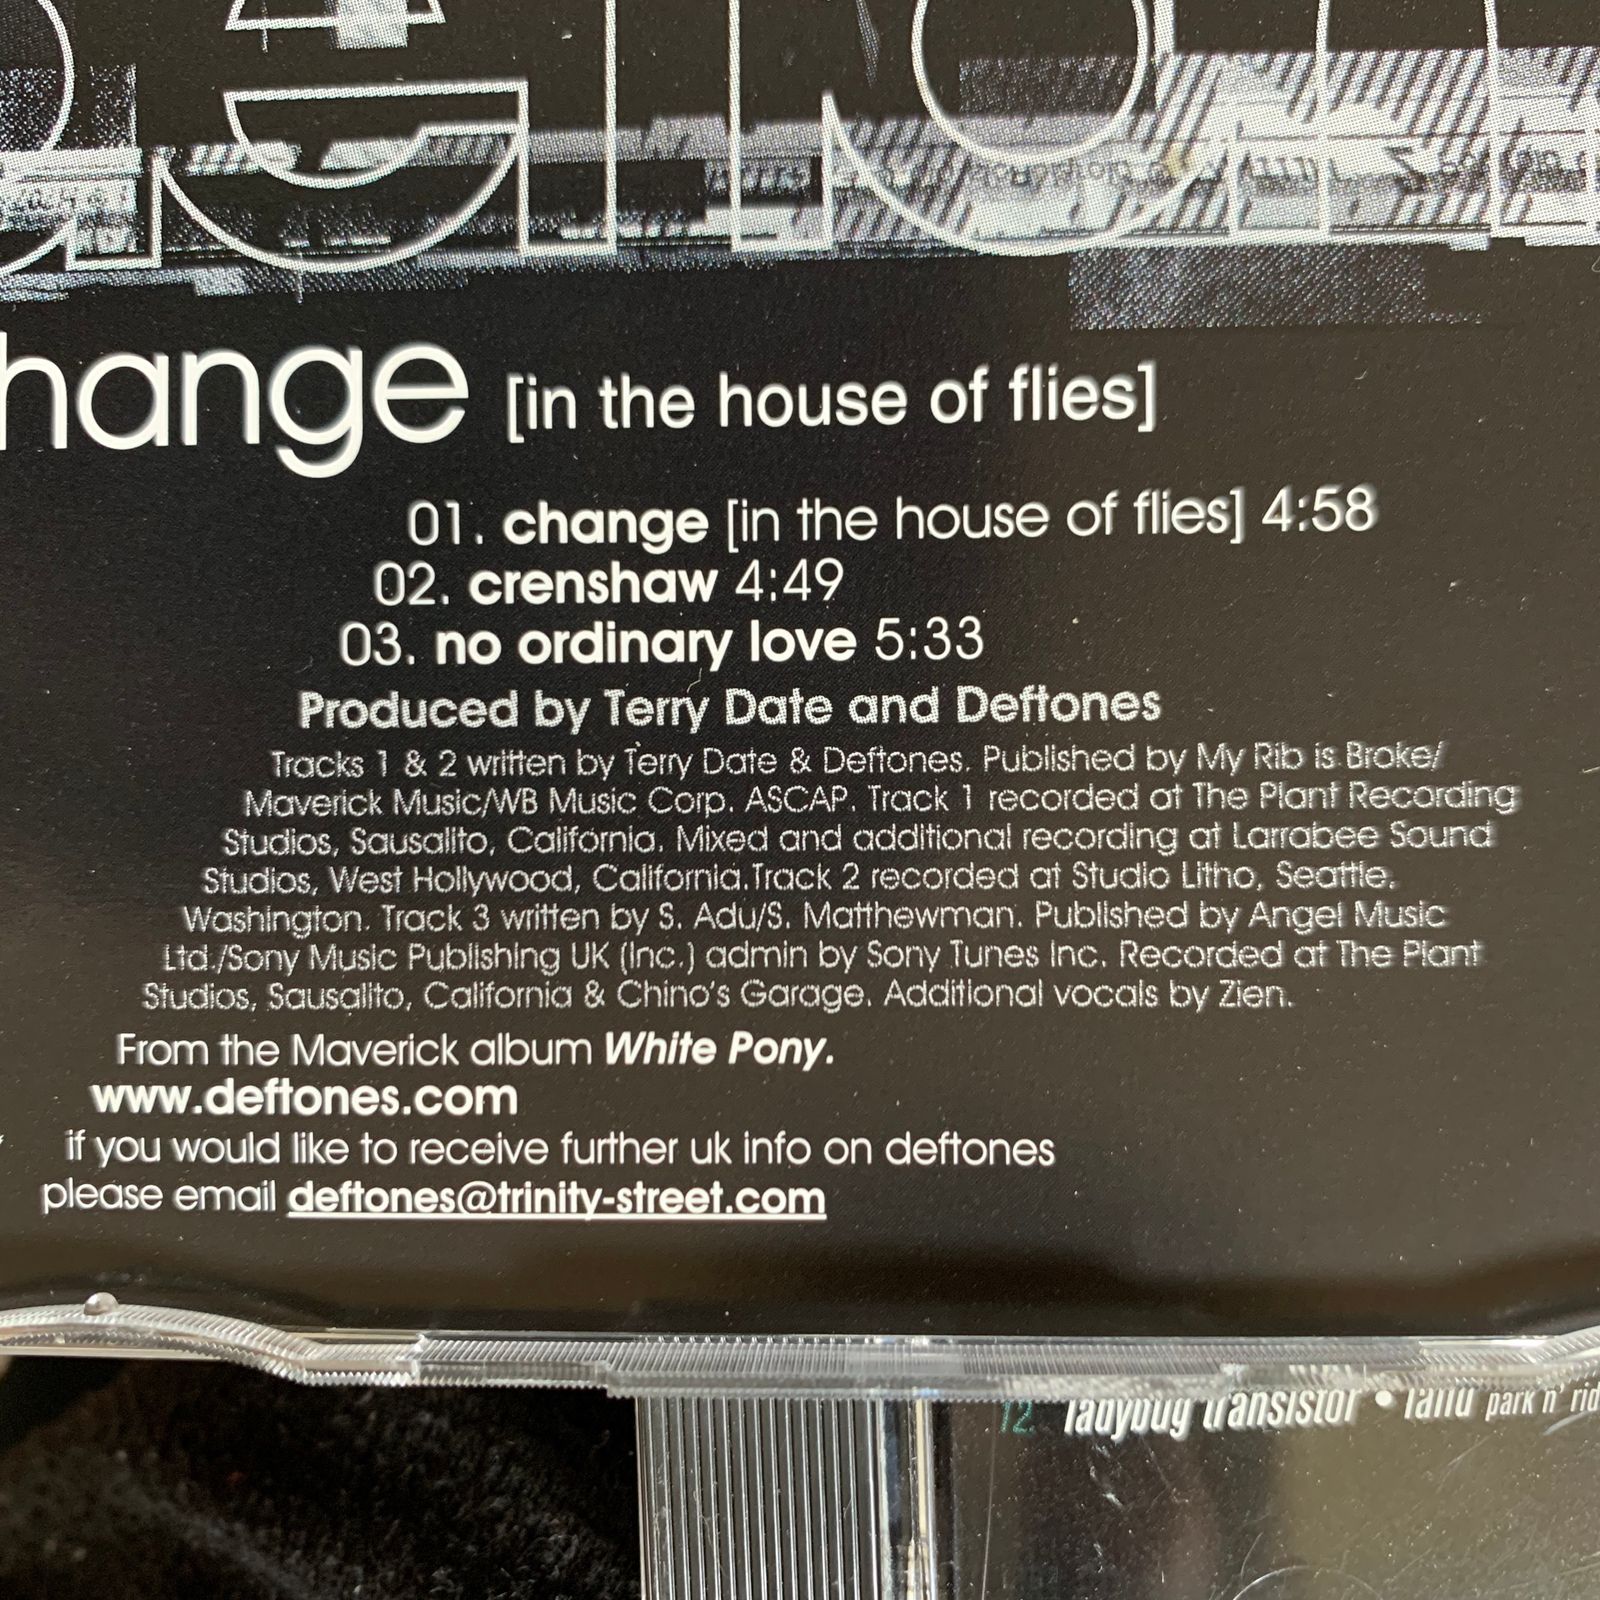 hange [in the house of flies]
01. change [in the house of flies] 4:58
02. crenshaw 4:49
03. no ordinary love 5:33
Produced by Terry Date and Deftones
Tracks 1 & 2 written by Terry Date & Deftones. Published by My Rib is Broke/
Maverick Music/WB Music Corp. ASCAP. Track 1 recorded at The Plant Recording
Studios, Sausalito, California. Mixed and additional recording at Larrabee Sound
Studios, West Hollywood, California.Track 2 recorded at Studio Litho, Seattle,
Washington. Track 3 written by S. Adu/S. Matthewman. Published by Angel Music
Ltd./Sony Music Publishing UK (Inc.) admin by Sony Tunes Inc. Recorded at The Plant
Studios, Sausalito, California & Chino's Garage. Additional vocals by Zien.
From the Maverick album White Pony.
www.deftones.com
if you would like to receive further uk info on deftones
please email deftones@trinity-street.com
12. ladybug transistor • park n' rid